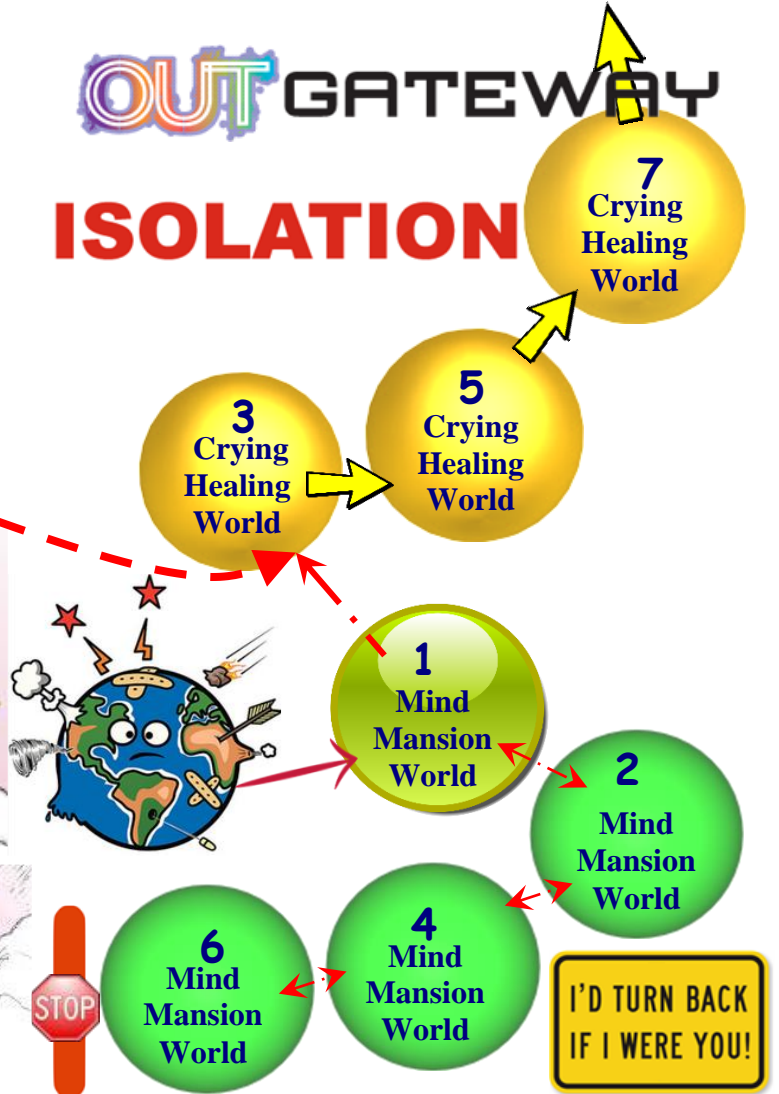 OUT GATEWAY
ISOLATION
7
Crying
Healing
World
5
Crying
Healing
World
3
Crying
Healing
World
1
Mind
Mansion
World
2
Mind
Mansion
World
4
Mind
Mansion
World
6
Mind
Mansion
World
STOP
I'D TURN BACK
IF I WERE YOU!